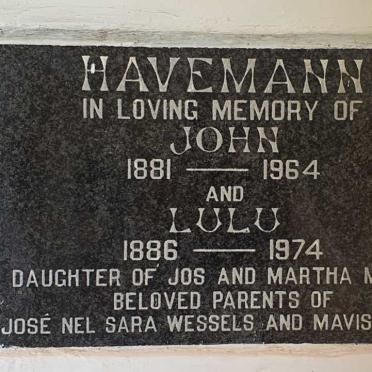 HAVEMANN
IN LOVING MEMORY OF
JOHN
1881 — 1964
AND
LULU
1886 — 1974
DAUGHTER OF JOS AND MARTHA M
BELOVED PARENTS OF
JOSÉ NEL SARA WESSELS AND MAVIS